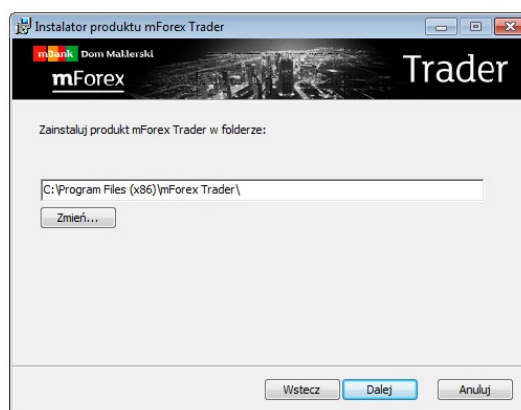 Instalator produktu mForex Trader
mBank Dom Maklerski
mForex
Trader
Zainstaluj produkt mForex Trader w folderze:
C:\Program Files (x86)\mForex Trader\
Zmień...
Wstecz
Dalej
Anuluj